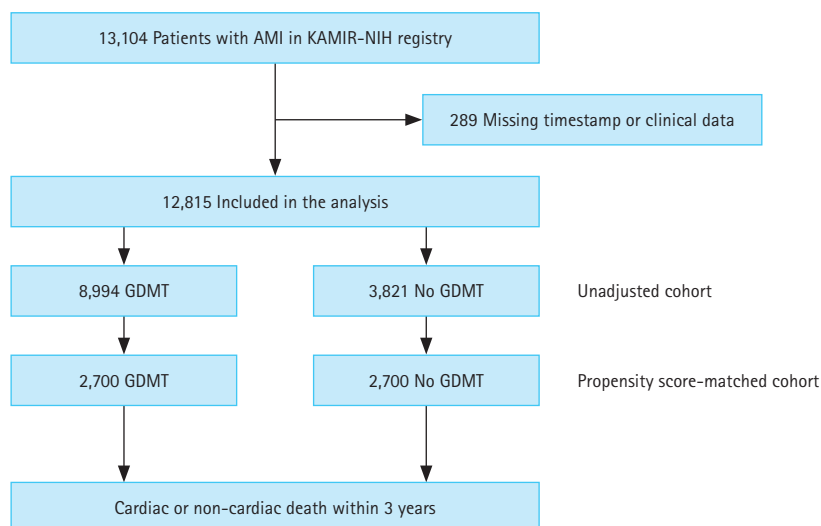 13,104 Patients with AMI in KAMIR-NIH registry
289 Missing timestamp or clinical data
12,815 Included in the analysis
8,994 GDMT
3,821 No GDMT
Unadjusted cohort
2,700 GDMT
2,700 No GDMT
Propensity score-matched cohort
Cardiac or non-cardiac death within 3 years